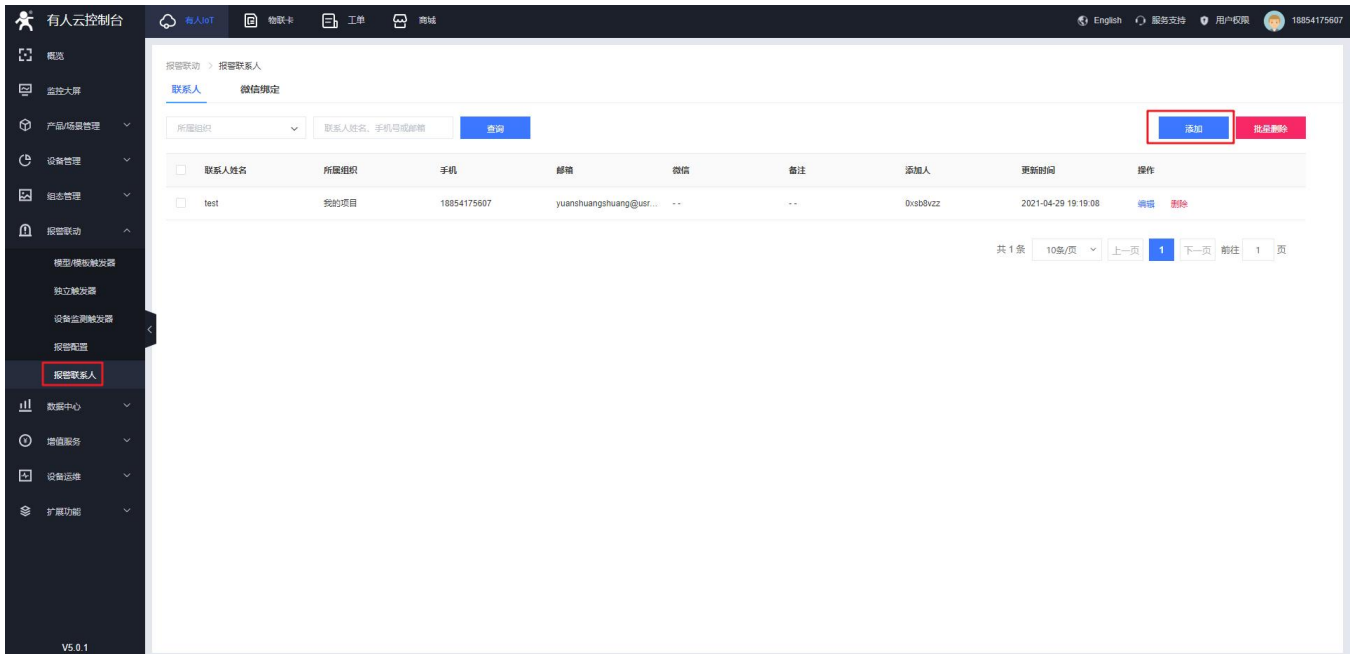 有人云控制台 有人IoT 物联卡 工单 商城 English 服务支持 用户权限 18854175607
概览
监控大屏
产品/场景管理
设备管理
组态管理
报警联动
模型/模板触发器
独立触发器
设备监测触发器
报警配置
报警联系人
数据中心
增值服务
设备运维
扩展功能
V5.0.1
报警联动 > 报警联系人
联系人 微信绑定
所属组织 联系人姓名、手机号或邮箱 查询 添加 批量删除
联系人姓名 所属组织 手机 邮箱 微信 备注 添加人 更新时间 操作
test 我的项目 18854175607 yuanshuangshuang@usr... -- -- 0xsb8vzz 2021-04-29 19:19:08 编辑 删除
共 1 条 10条/页 上一页 1 下一页 前往 1 页